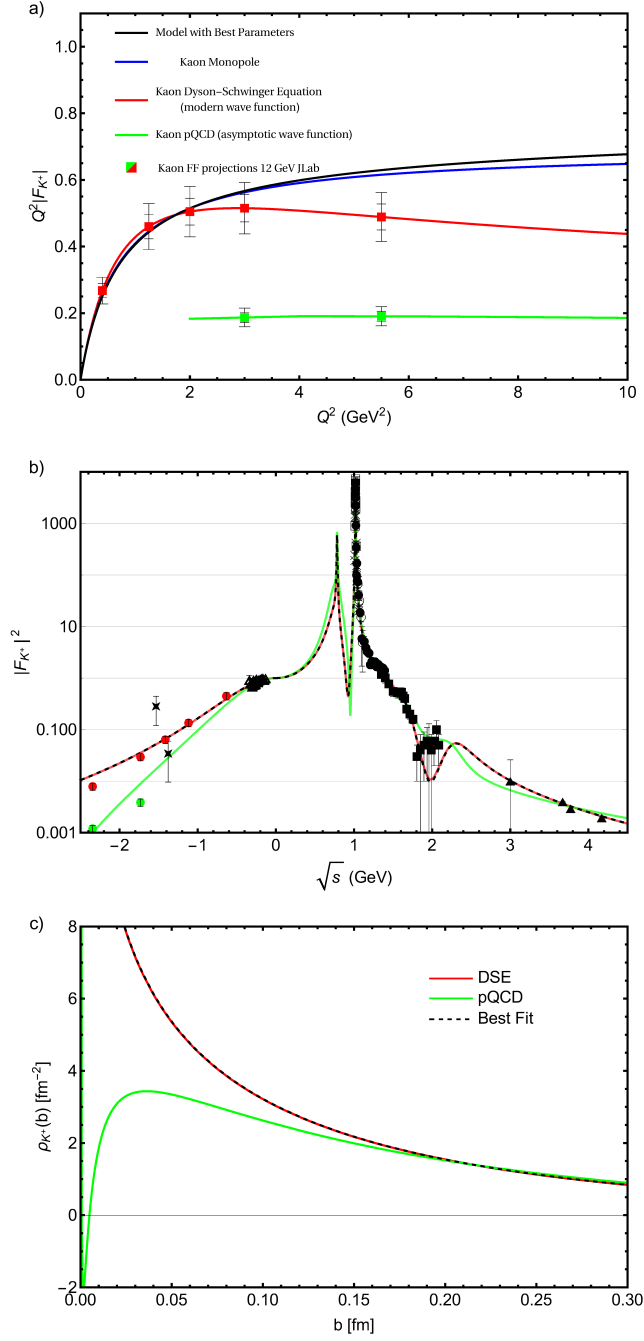 a)
1.0
0.8
0.6
0.4
0.2
0.0
Q²|F_K⁺|
Model with Best Parameters
Kaon Monopole
Kaon Dyson–Schwinger Equation
(modern wave function)
Kaon pQCD (asymptotic wave function)
Kaon FF projections 12 GeV JLab
0 2 4 6 8 10
Q² (GeV²)
b)
1000
10
0.100
0.001
|F_K⁺|²
−2 −1 0 1 2 3 4
√s (GeV)
c)
8
6
4
2
0
−2
ρ_K⁺(b) [fm⁻²]
DSE
pQCD
Best Fit
0.00 0.05 0.10 0.15 0.20 0.25 0.30
b [fm]